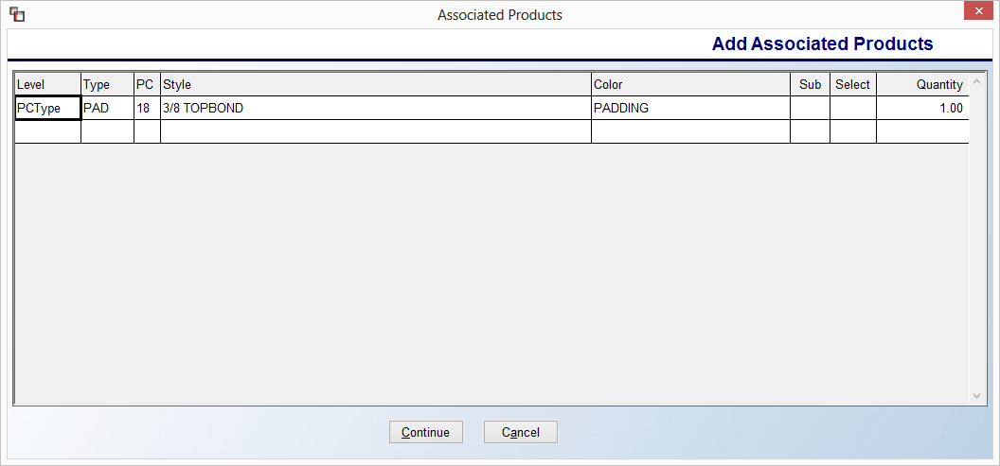 Associated Products
Add Associated Products
Level Type PC Style Color Sub Select Quantity
PCType PAD 18 3/8 TOPBOND PADDING 1.00
Continue Cancel